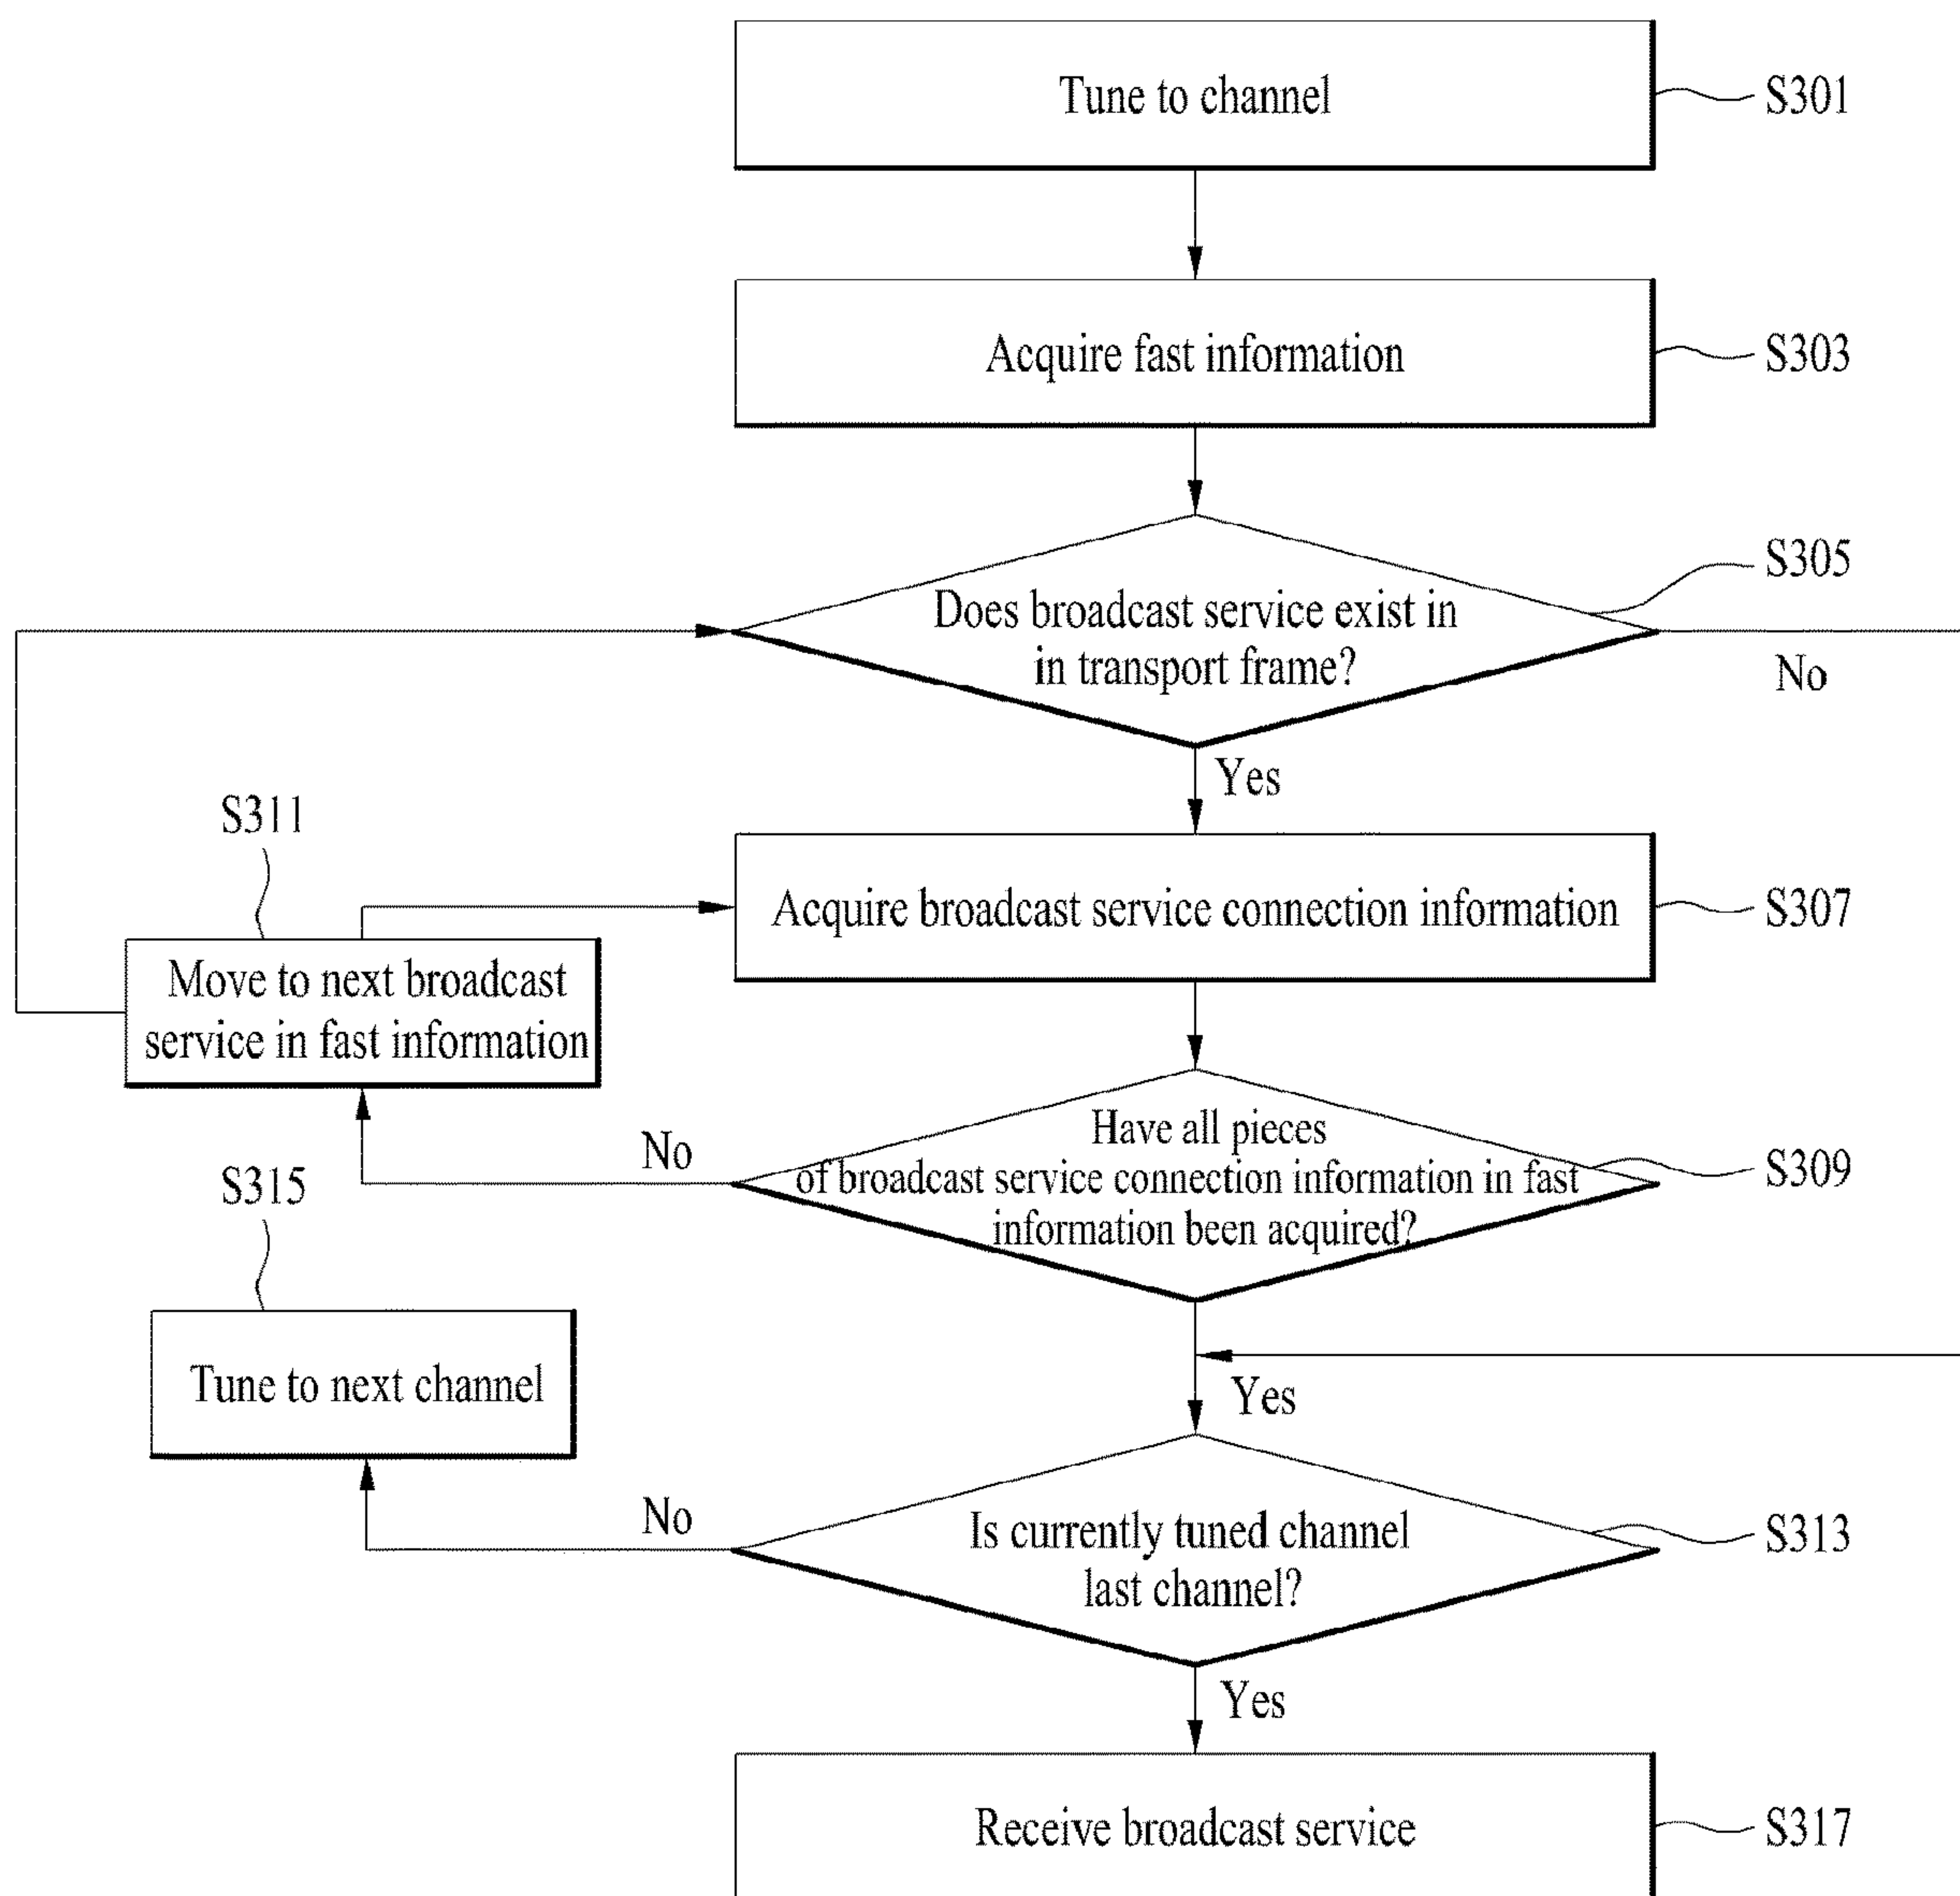 Tune to channel
S301
Acquire fast information
S303
S305
Does broadcast service exist in
in transport frame?
No
Yes
S311
Acquire broadcast service connection information
S307
Move to next broadcast
service in fast information
Have all pieces
of broadcast service connection information in fast
information been acquired?
No
S309
S315
Tune to next channel
Yes
No
Is currently tuned channel
last channel?
S313
Yes
Receive broadcast service
S317